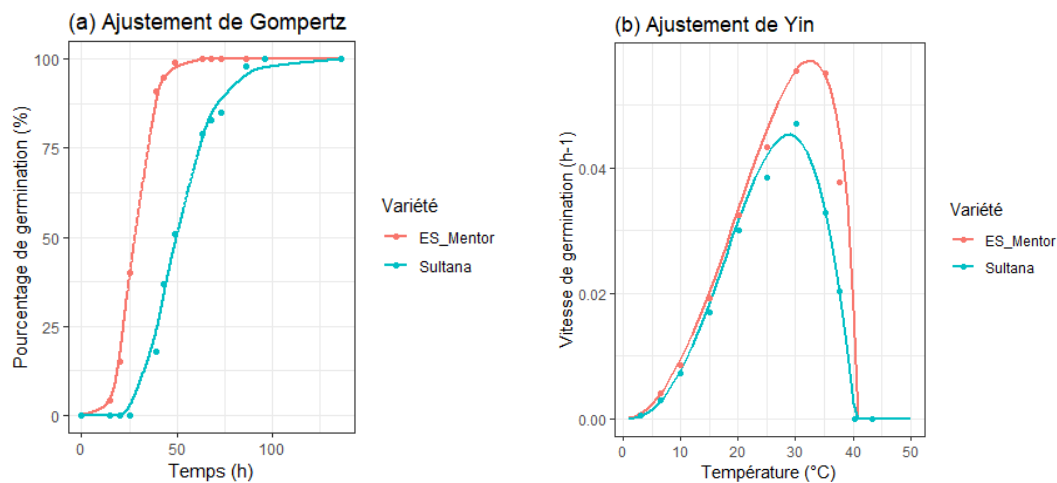 (a) Ajustement de Gompertz
Pourcentage de germination (%)
100
75
50
25
0
0
50
100
Temps (h)
Variété
ES_Mentor
Sultana
(b) Ajustement de Yin
Vitesse de germination (h-1)
0.04
0.02
0.00
0
10
20
30
40
50
Température (°C)
Variété
ES_Mentor
Sultana